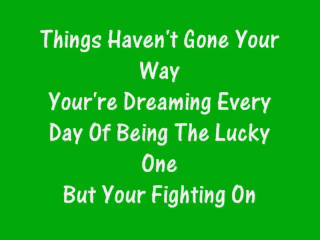 Things Haven't Gone Your
Way
Your're Dreaming Every
Day Of Being The Lucky
One
But Your Fighting On